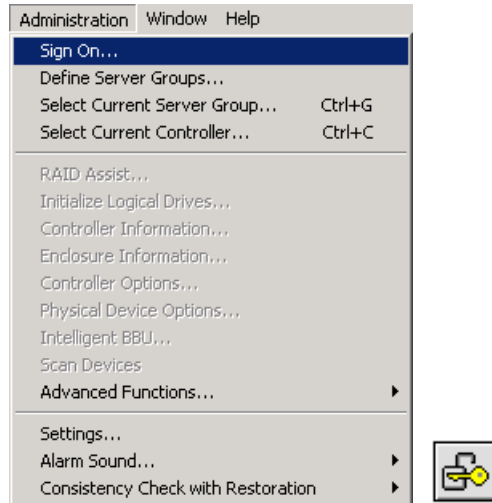 Administration Window Help
Sign On...
Define Server Groups...
Select Current Server Group... Ctrl+G
Select Current Controller... Ctrl+C
RAID Assist...
Initialize Logical Drives...
Controller Information...
Enclosure Information...
Controller Options...
Physical Device Options...
Intelligent BBU...
Scan Devices
Advanced Functions...
Settings...
Alarm Sound...
Consistency Check with Restoration